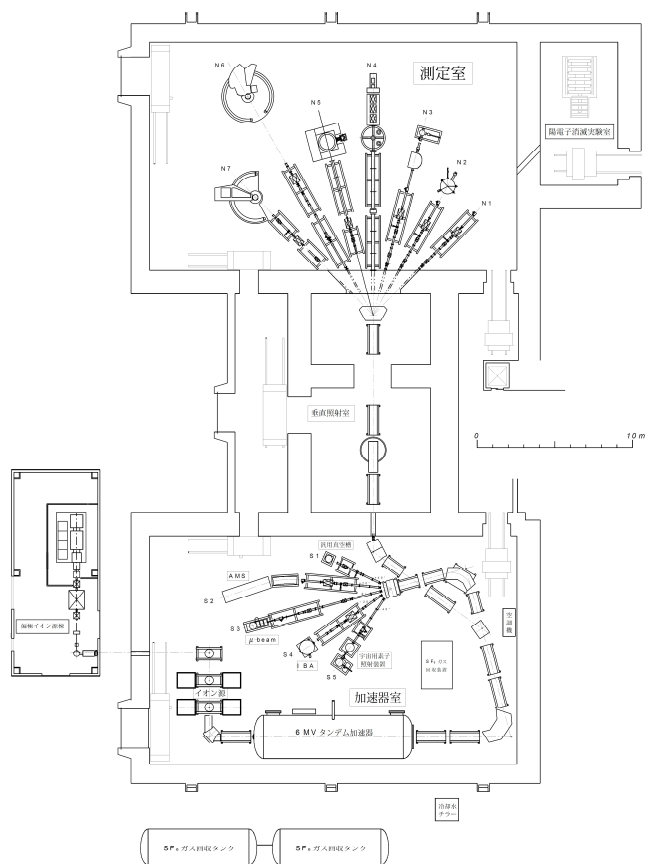 測定室
N6
N4
N5
N3
N2
N1
N7
陽電子消滅実験室
垂直照射室
0
10 m
汎用真空槽
S1
AMS
S2
S3
μ-beam
S4
IBA
S5
宇宙用素子
照射装置
空調機
SF₆ ガス
回収装置
偏極イオン源棟
イオン源
加速器室
6 MV タンデム加速器
冷却水
チラー
SF₆ ガス回収タンク
SF₆ ガス回収タンク